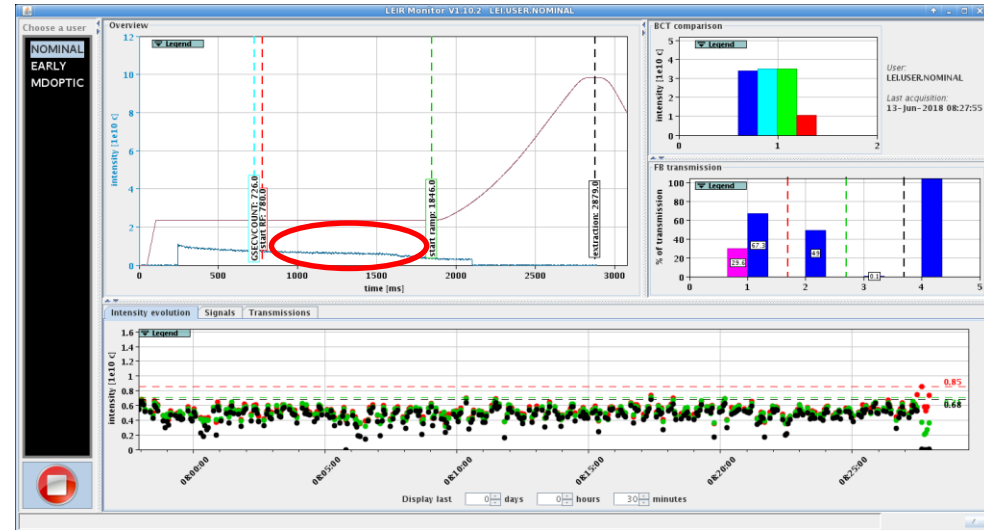 LEIR Monitor V1.10.2 - LEI.USER.NOMINAL
Choose a user
NOMINAL
EARLY
MDOPTIC
Overview
Legend
intensity [1e10 c]
12
10
8
6
4
2
0
GSECVCOUNT: 726.0
start RF: 780.0
start ramp: 1846.0
extraction: 2879.0
0 500 1000 1500 2000 2500 3000
time [ms]
BCT comparison
Legend
intensity [1e10 c]
5
4
3
2
1
0
0 1 2
User:
LEI.USER.NOMINAL
Last acquisition:
13-Jun-2018 08:27:55
FB transmission
Legend
% of transmission
100
80
60
40
20
0
29.6
67.3
49
0.1
0 1 2 3 4 5
Intensity evolution Signals Transmissions
Legend
intensity [1e10 c]
1.6
1.4
1.2
1
0.8
0.6
0.4
0.2
0
0.85
0.68
08:00:00 08:05:00 08:10:00 08:15:00 08:20:00 08:25:00
Display last 0 days 0 hours 30 minutes